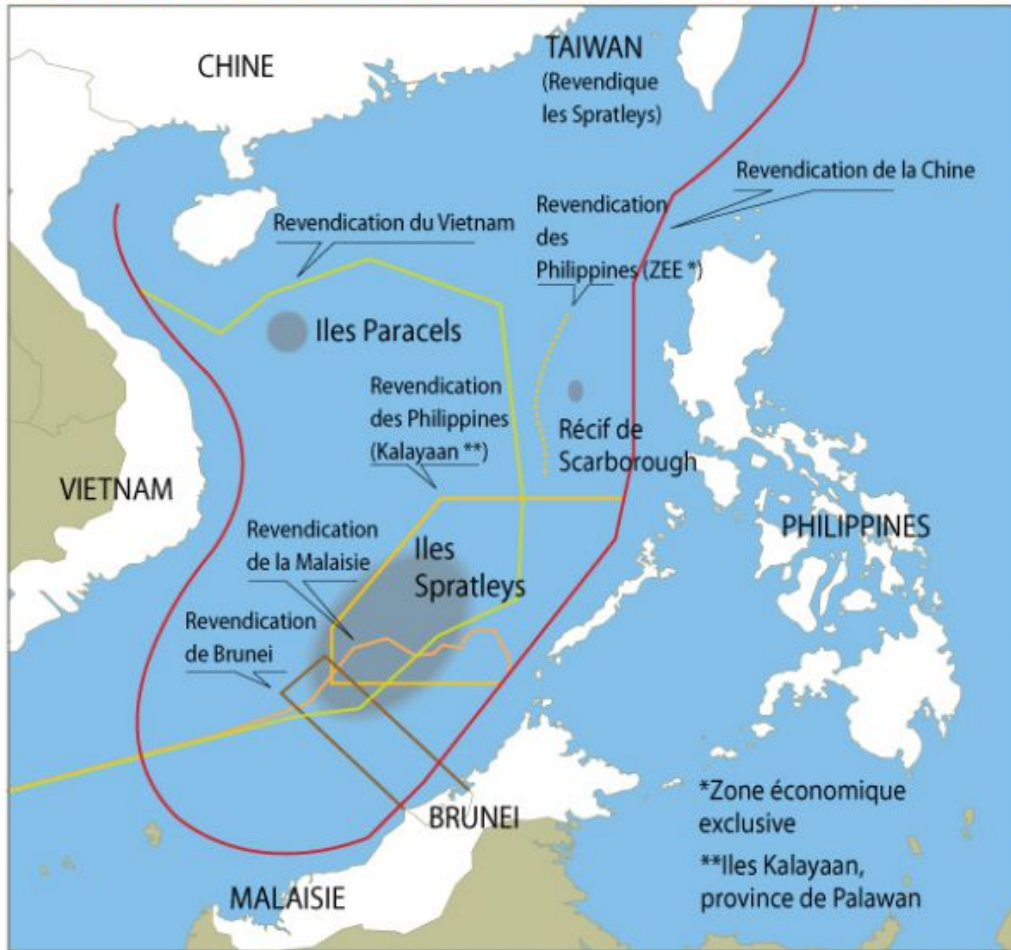 CHINE
TAIWAN
(Revendique
les Spratleys)
Revendication de la Chine
Revendication du Vietnam
Revendication
des
Philippines (ZEE *)
Iles Paracels
Revendication
des Philippines
(Kalayaan **)
Récif de
Scarborough
VIETNAM
PHILIPPINES
Revendication
de la Malaisie
Iles
Spratleys
Revendication
de Brunei
BRUNEI
MALAISIE
*Zone économique
exclusive
**Iles Kalayaan,
province de Palawan